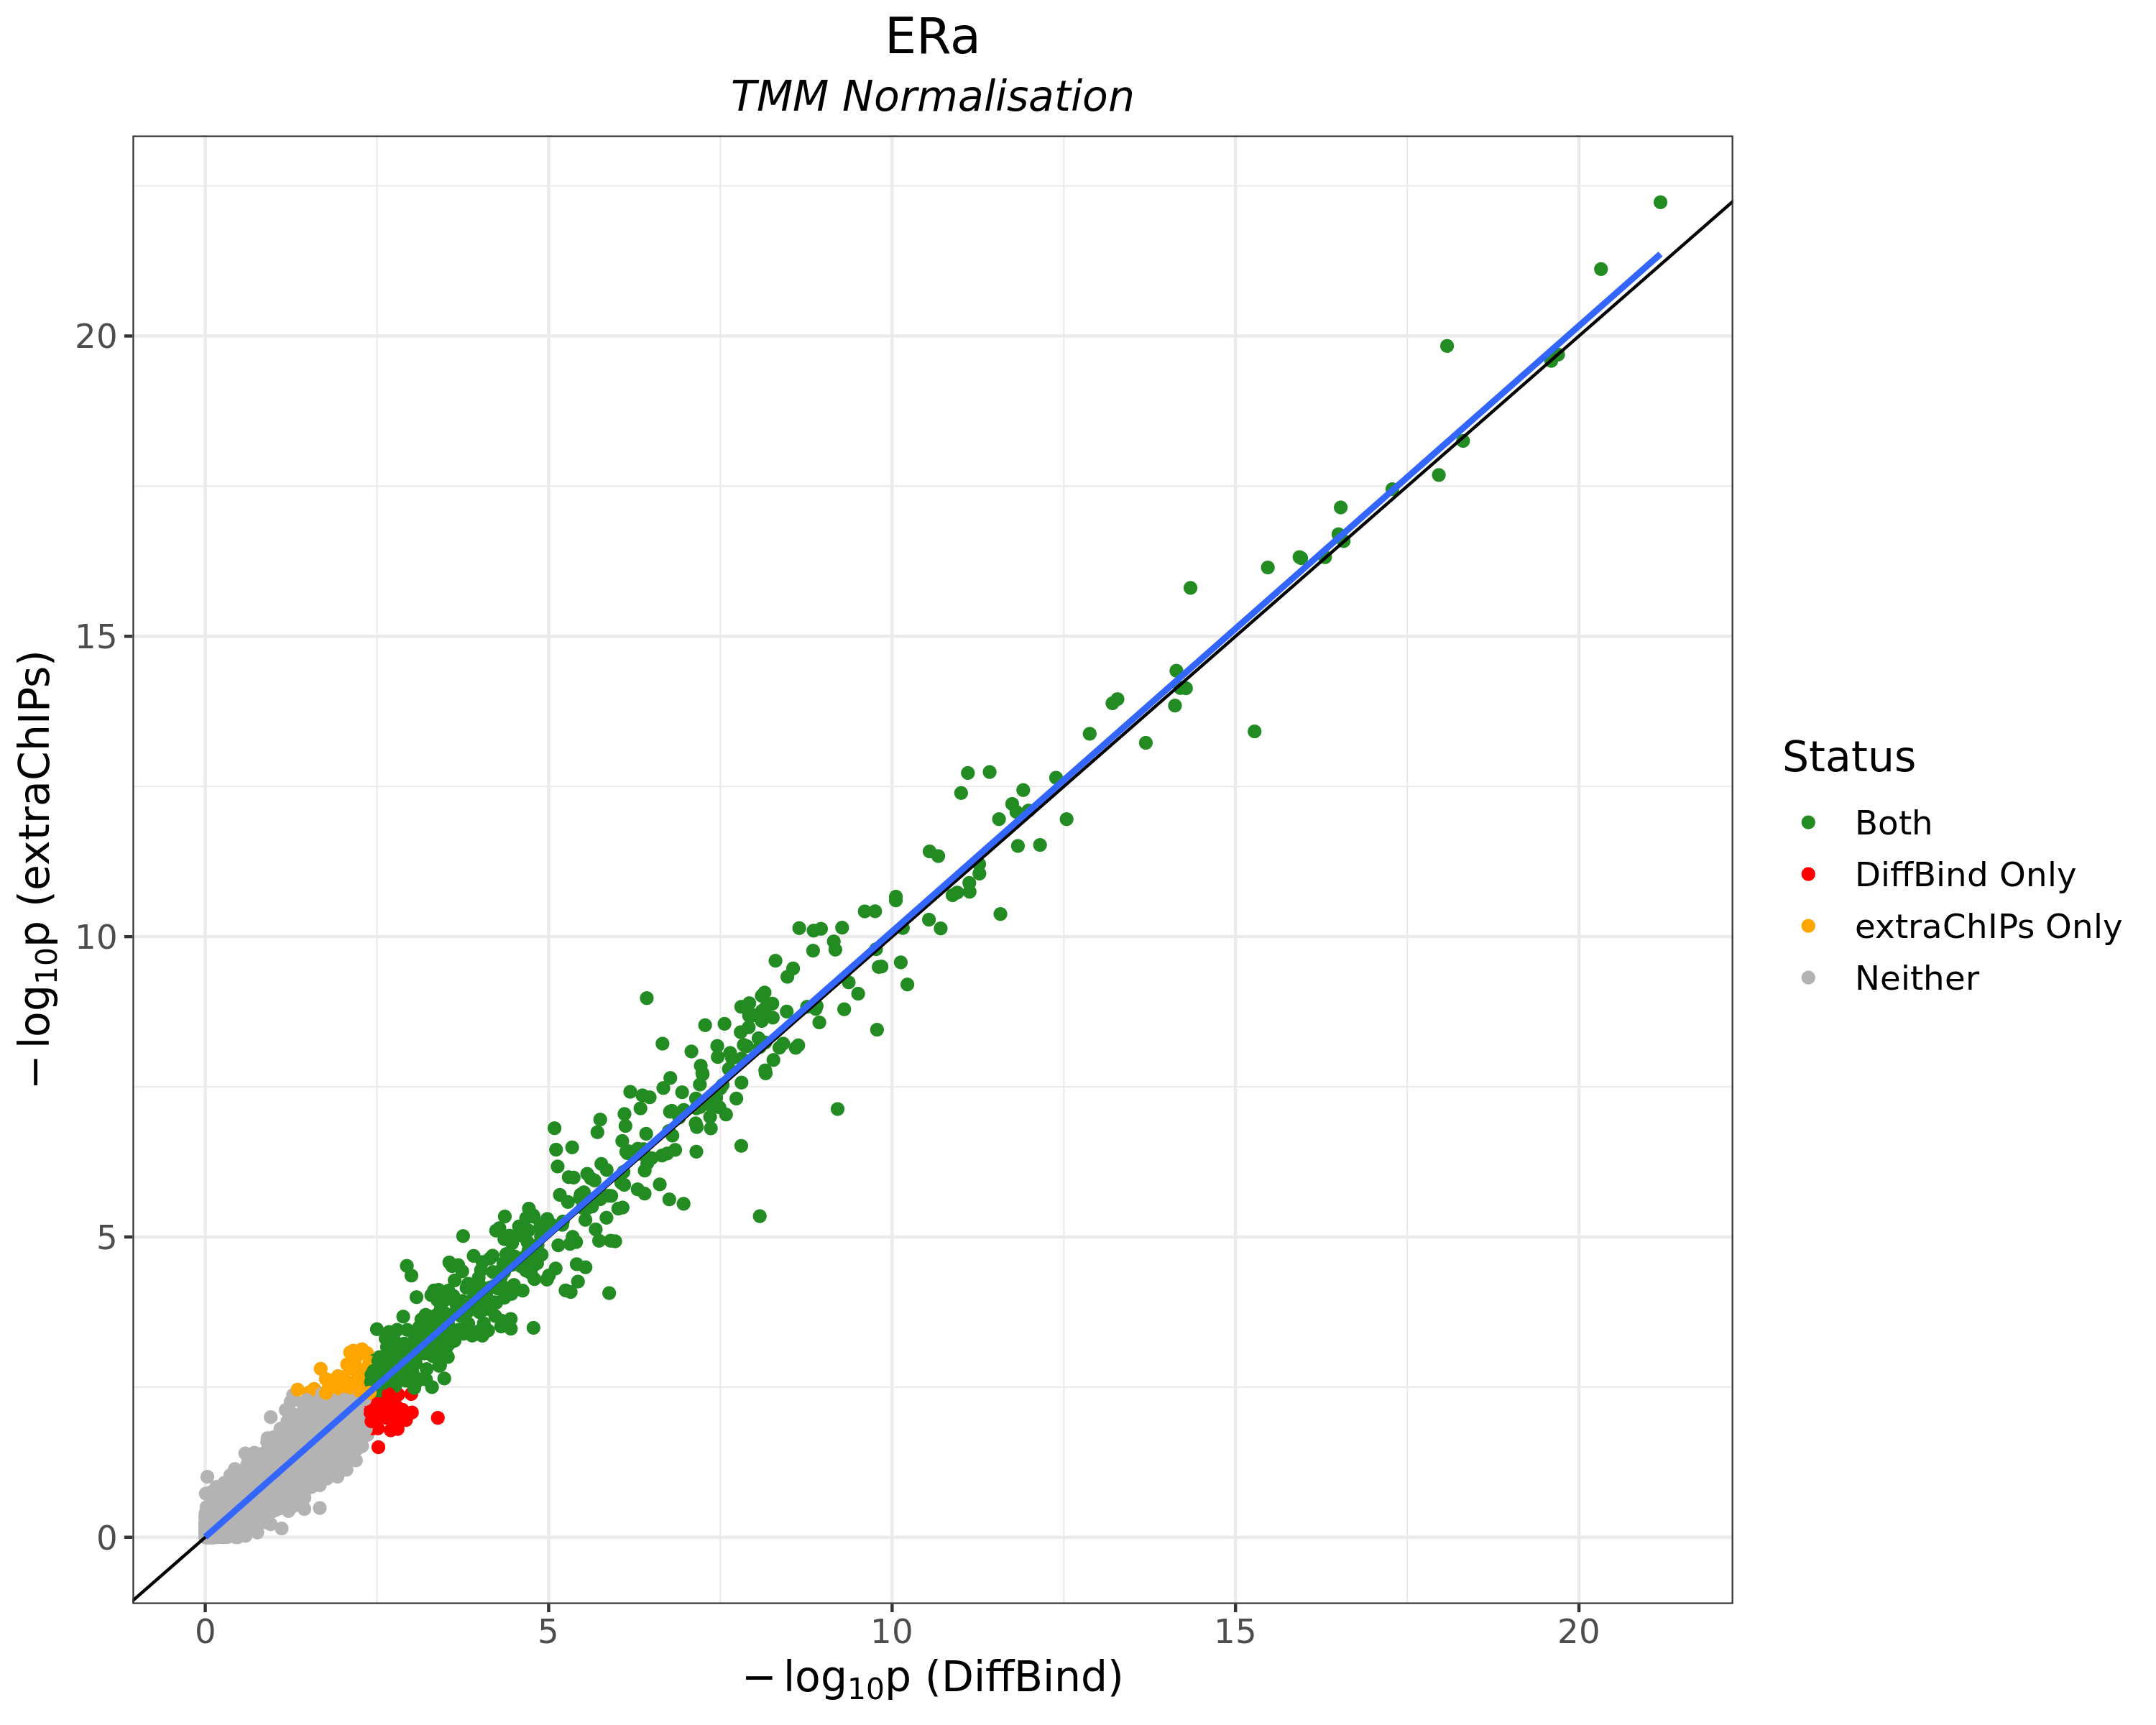 ERa
TMM Normalisation
−log₁₀p (extraChIPs)
20
15
10
5
0
0 5 10 15 20
−log₁₀p (DiffBind)
Status
Both
DiffBind Only
extraChIPs Only
Neither